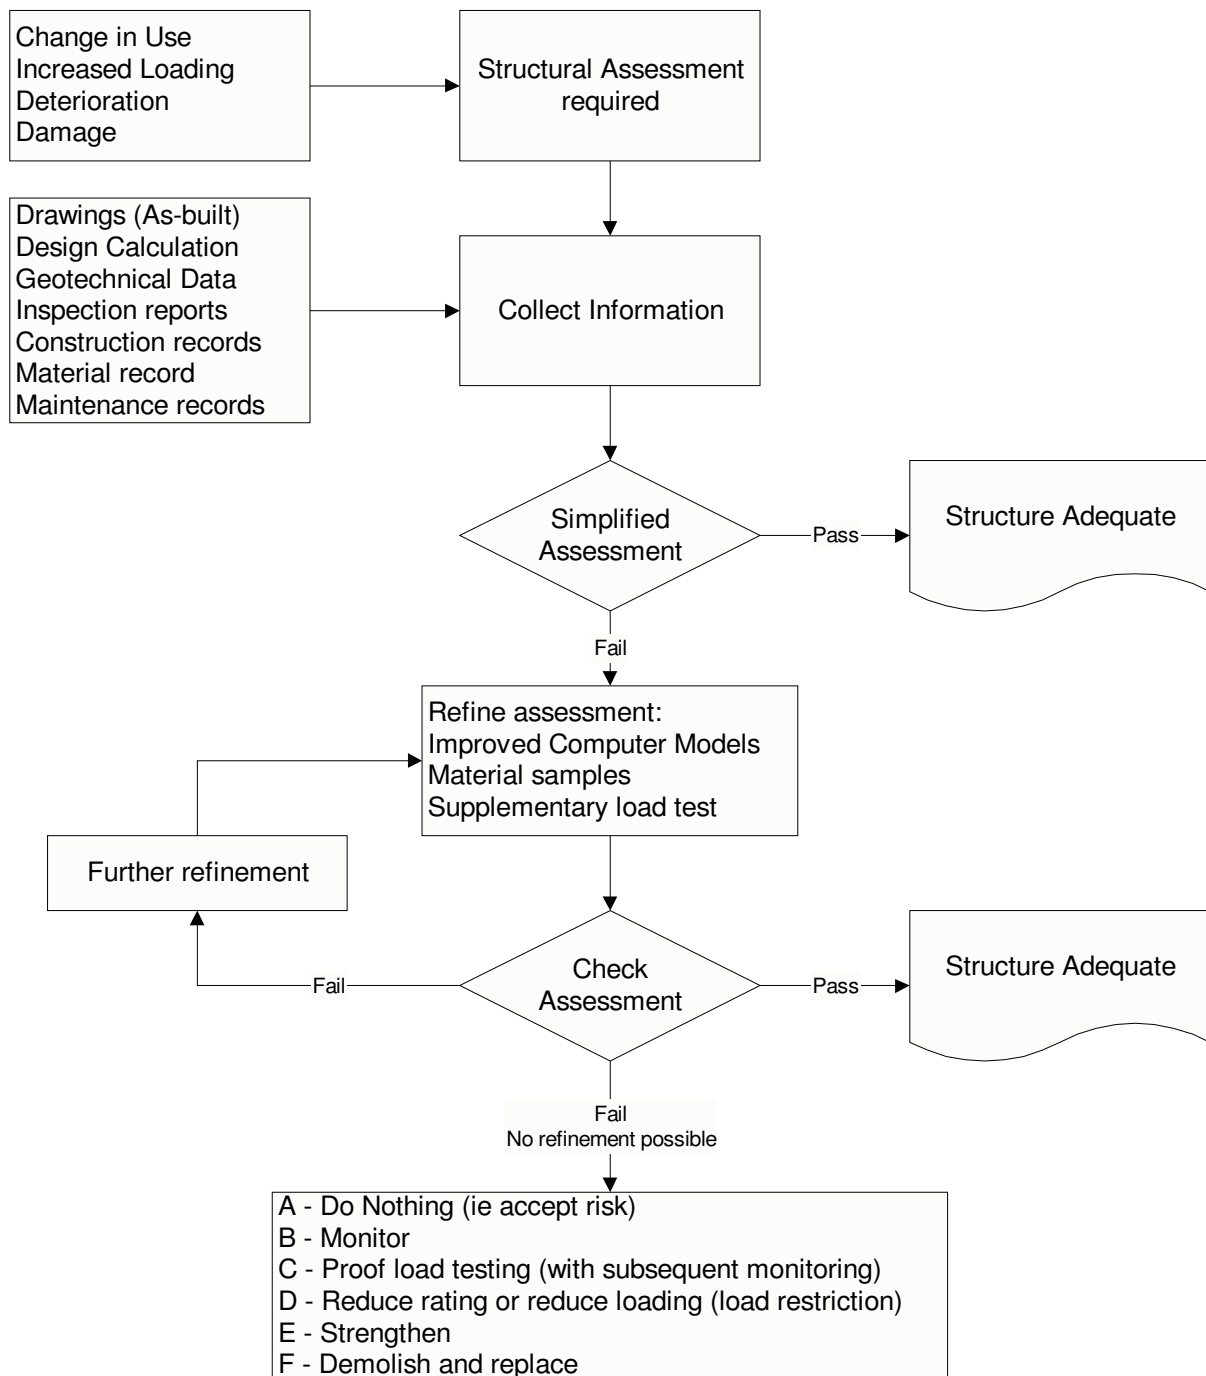 Change in Use
Increased Loading
Deterioration
Damage
Structural Assessment
required
Drawings (As-built)
Design Calculation
Geotechnical Data
Inspection reports
Construction records
Material record
Maintenance records
Collect Information
Simplified
Assessment
Pass
Structure Adequate
Fail
Refine assessment:
Improved Computer Models
Material samples
Supplementary load test
Further refinement
Check
Assessment
Fail
Pass
Structure Adequate
Fail
No refinement possible
A - Do Nothing (ie accept risk)
B - Monitor
C - Proof load testing (with subsequent monitoring)
D - Reduce rating or reduce loading (load restriction)
E - Strengthen
F - Demolish and replace